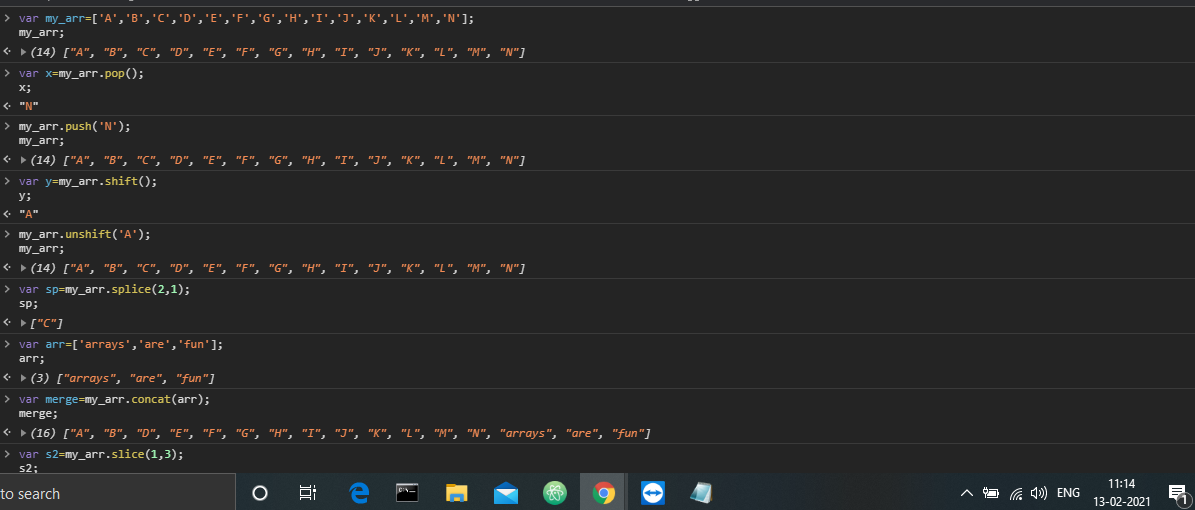 var my_arr=['A','B','C','D','E','F','G','H','I','J','K','L','M','N'];
my_arr;
(14) ["A", "B", "C", "D", "E", "F", "G", "H", "I", "J", "K", "L", "M", "N"]
var x=my_arr.pop();
x;
"N"
my_arr.push('N');
my_arr;
(14) ["A", "B", "C", "D", "E", "F", "G", "H", "I", "J", "K", "L", "M", "N"]
var y=my_arr.shift();
y;
"A"
my_arr.unshift('A');
my_arr;
(14) ["A", "B", "C", "D", "E", "F", "G", "H", "I", "J", "K", "L", "M", "N"]
var sp=my_arr.splice(2,1);
sp;
["C"]
var arr=['arrays','are','fun'];
arr;
(3) ["arrays", "are", "fun"]
var merge=my_arr.concat(arr);
merge;
(16) ["A", "B", "D", "E", "F", "G", "H", "I", "J", "K", "L", "M", "N", "arrays", "are", "fun"]
var s2=my_arr.slice(1,3);
s2;
to search
ENG
11:14
13-02-2021
1